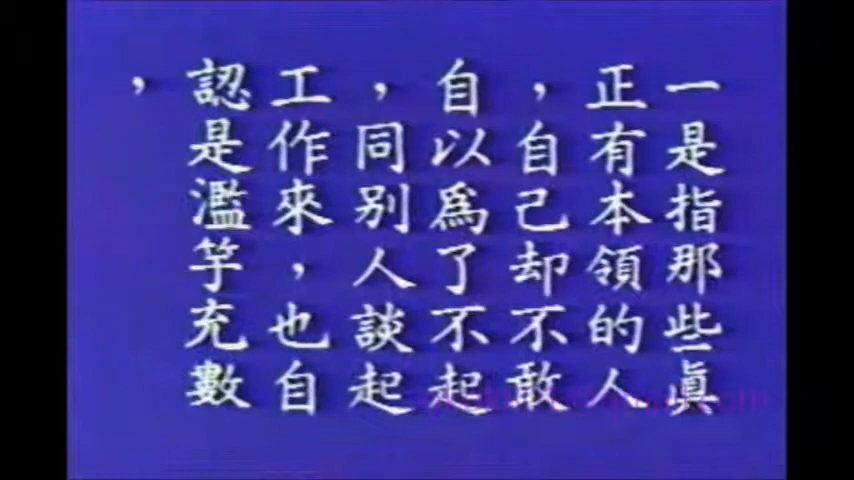 一是指那些眞
正有本領的人
，自己却不敢
自以爲了不起
，同别人談起
工作來，也自
認是濫竽充數
，